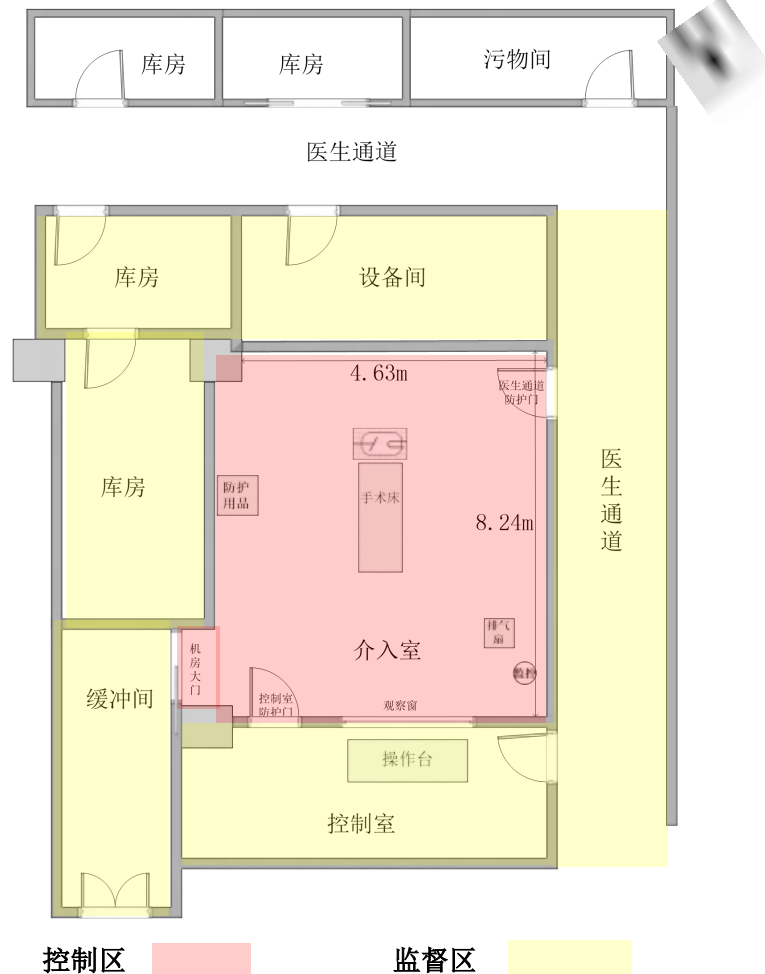 库房
库房
污物间
医生通道
库房
设备间
4.63m
医生通道
防护门
库房
防护
用品
手术床
8.24m
医生通道
排气
扇
监控
介入室
机房大门
缓冲间
控制室
防护门
观察窗
操作台
控制室
控制区
监督区